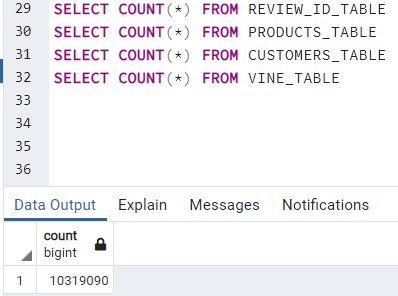 29 SELECT COUNT(*) FROM REVIEW_ID_TABLE
30 SELECT COUNT(*) FROM PRODUCTS_TABLE
31 SELECT COUNT(*) FROM CUSTOMERS_TABLE
32 SELECT COUNT(*) FROM VINE_TABLE
33
34
35
36
Data Output Explain Messages Notifications
count
bigint
1 10319090